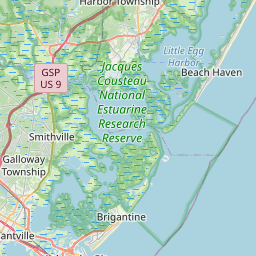 Harbor Township
Little Egg
Harbor
Beach Haven
GSP
US 9
Jacques
Cousteau
National
Estuarine
Research
Reserve
Smithville
Galloway
Township
Brigantine
antville